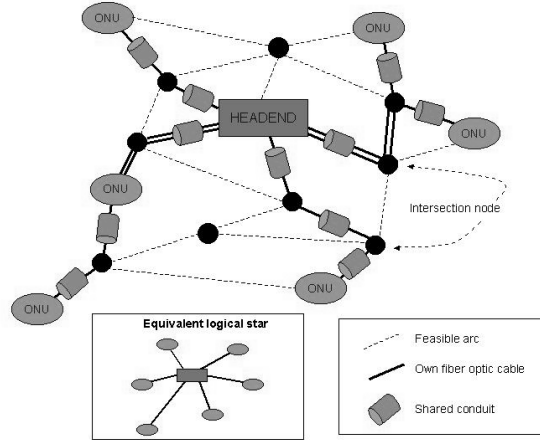 ONU
ONU
HEADEND
ONU
ONU
Intersection node
ONU
ONU
Equivalent logical star
Feasible arc
Own fiber optic cable
Shared conduit